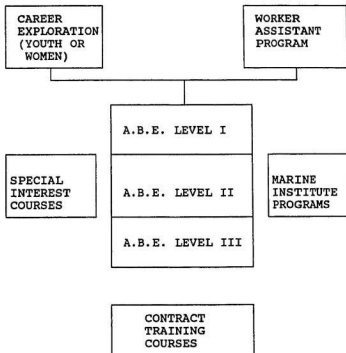 CAREER
EXPLORATION
(YOUTH OR
WOMEN)
WORKER
ASSISTANT
PROGRAM
A.B.E. LEVEL I
SPECIAL
INTEREST
COURSES
A.B.E. LEVEL II
MARINE
INSTITUTE
PROGRAMS
A.B.E. LEVEL III
CONTRACT
TRAINING
COURSES